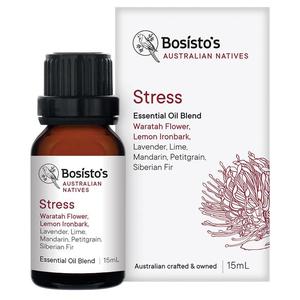 Bosisto's
AUSTRALIAN NATIVES
Stress
Essential Oil Blend
Waratah Flower,
Lemon Ironbark,
Lavender, Lime,
Mandarin, Petitgrain,
Siberian Fir
Australian crafted & owned
15mL
Bosisto's
AUSTRALIAN
NATIVES
Stress
Waratah Flower,
Lemon Ironbark,
Lavender, Lime,
Mandarin, Petitgrain,
Siberian Fir
Essential Oil Blend
15mL